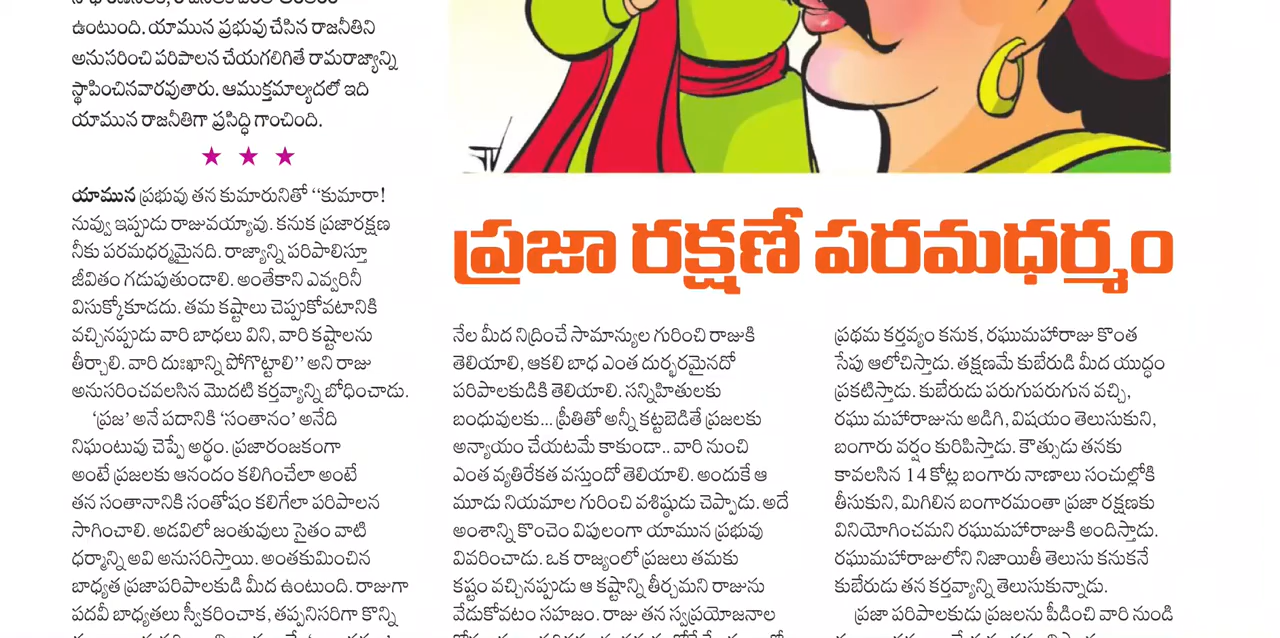 ఉంటుంది. యామున ప్రభువు చేసిన రాజనీతిని
అనుసరించి పరిపాలన చేయగలిగితే రామరాజ్యాన్ని
స్థాపించినవారవుతారు. ఆముక్తమాల్యదలో ఇది
యామున రాజనీతిగా ప్రసిద్ధి గాంచింది.
★ ★ ★
యామున ప్రభువు తన కుమారునితో ‘‘కుమారా!
నువ్వు ఇప్పుడు రాజువయ్యావు. కనుక ప్రజారక్షణ
నీకు పరమధర్మమైనది. రాజ్యాన్ని పరిపాలిస్తూ
జీవితం గడుపుతుండాలి. అంతేకాని ఎవ్వరినీ
విసుక్కోకూడదు. తమ కష్టాలు చెప్పుకోవటానికి
వచ్చినప్పుడు వారి బాధలు విని, వారి కష్టాలను
తీర్చాలి. వారి దుఃఖాన్ని పోగొట్టాలి’’ అని రాజు
అనుసరించవలసిన మొదటి కర్తవ్యాన్ని బోధించాడు.
‘ప్రజ’ అనే పదానికి ‘సంతానం’ అనేది
నిఘంటువు చెప్పే అర్థం. ప్రజారంజకంగా
అంటే ప్రజలకు ఆనందం కలిగించేలా అంటే
తన సంతానానికి సంతోషం కలిగేలా పరిపాలన
సాగించాలి. అడవిలో జంతువులు సైతం వాటి
ధర్మాన్ని అవి అనుసరిస్తాయి. అంతకుమించిన
బాధ్యత ప్రజాపరిపాలకుడి మీద ఉంటుంది. రాజుగా
పదవీ బాధ్యతలు స్వీకరించాక, తప్పనిసరిగా కొన్ని
ప్రజా రక్షణే పరమధర్మం
నేల మీద నిద్రించే సామాన్యుల గురించి రాజుకి
తెలియాలి, ఆకలి బాధ ఎంత దుర్భరమైనదో
పరిపాలకుడికి తెలియాలి. సన్నిహితులకు
బంధువులకు... ప్రీతితో అన్నీ కట్టబెడితే ప్రజలకు
అన్యాయం చేయటమే కాకుండా.. వారి నుంచి
ఎంత వ్యతిరేకత వస్తుందో తెలియాలి. అందుకే ఆ
మూడు నియమాల గురించి వశిష్ఠుడు చెప్పాడు. అదే
అంశాన్ని కొంచెం విపులంగా యామున ప్రభువు
వివరించాడు. ఒక రాజ్యంలో ప్రజలు తమకు
కష్టం వచ్చినప్పుడు ఆ కష్టాన్ని తీర్చమని రాజును
వేడుకోవటం సహజం. రాజు తన స్వప్రయోజనాల
ప్రథమ కర్తవ్యం కనుక, రఘుమహారాజు కొంత
సేపు ఆలోచిస్తాడు. తక్షణమే కుబేరుడి మీద యుద్ధం
ప్రకటిస్తాడు. కుబేరుడు పరుగుపరుగున వచ్చి,
రఘు మహారాజును అడిగి, విషయం తెలుసుకుని,
బంగారు వర్షం కురిపిస్తాడు. కౌత్సుడు తనకు
కావలసిన 14 కోట్ల బంగారు నాణాలు సంచుల్లోకి
తీసుకుని, మిగిలిన బంగారమంతా ప్రజా రక్షణకు
వినియోగించమని రఘుమహారాజుకి అందిస్తాడు.
రఘుమహారాజులోని నిజాయితీ తెలుసు కనుకనే
కుబేరుడు తన కర్తవ్యాన్ని తెలుసుకున్నాడు.
ప్రజా పరిపాలకుడు ప్రజలను పీడించి వారి నుండి